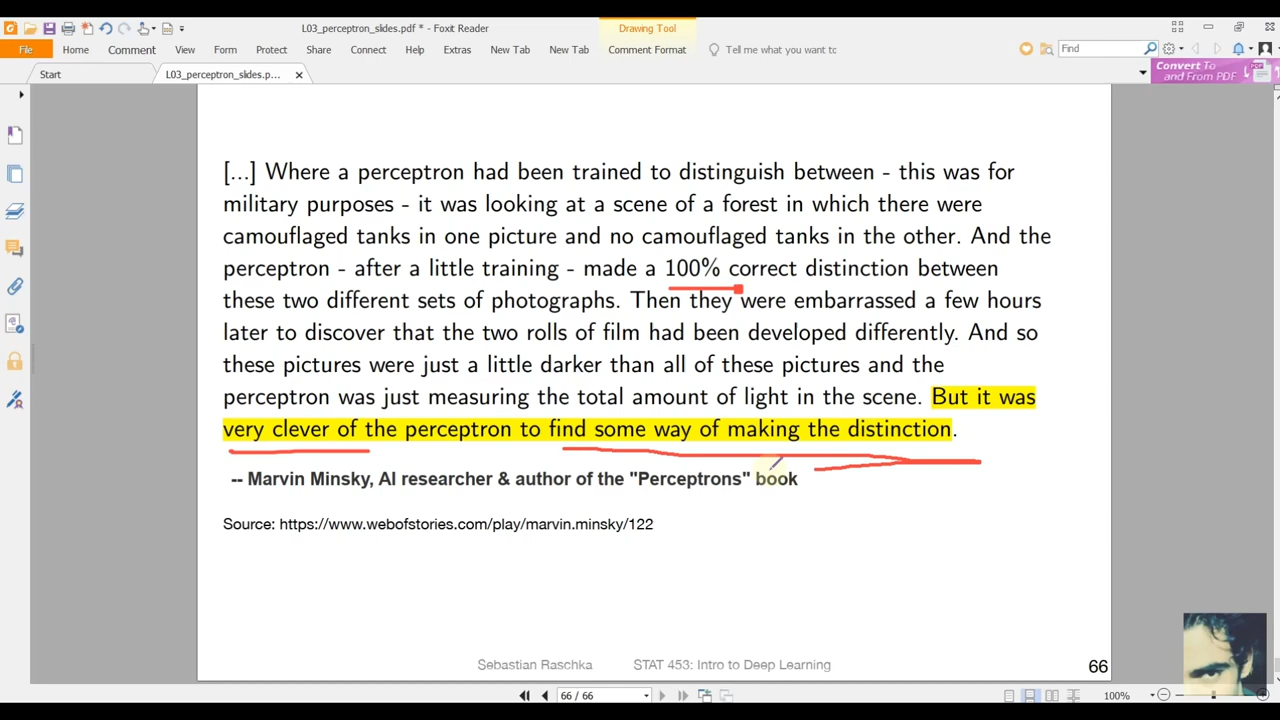 L03_perceptron_slides.pdf * - Foxit Reader
Drawing Tool
File Home Comment View Form Protect Share Connect Help Extras New Tab New Tab Comment Format Tell me what you want to Find
Start L03_perceptron_slides.p...
Convert To
and From PDF
[...] Where a perceptron had been trained to distinguish between - this was for
military purposes - it was looking at a scene of a forest in which there were
camouflaged tanks in one picture and no camouflaged tanks in the other. And the
perceptron - after a little training - made a 100% correct distinction between
these two different sets of photographs. Then they were embarrassed a few hours
later to discover that the two rolls of film had been developed differently. And so
these pictures were just a little darker than all of these pictures and the
perceptron was just measuring the total amount of light in the scene. But it was
very clever of the perceptron to find some way of making the distinction.
-- Marvin Minsky, AI researcher & author of the "Perceptrons" book
Source: https://www.webofstories.com/play/marvin.minsky/122
Sebastian Raschka STAT 453: Intro to Deep Learning 66
66 / 66 100%